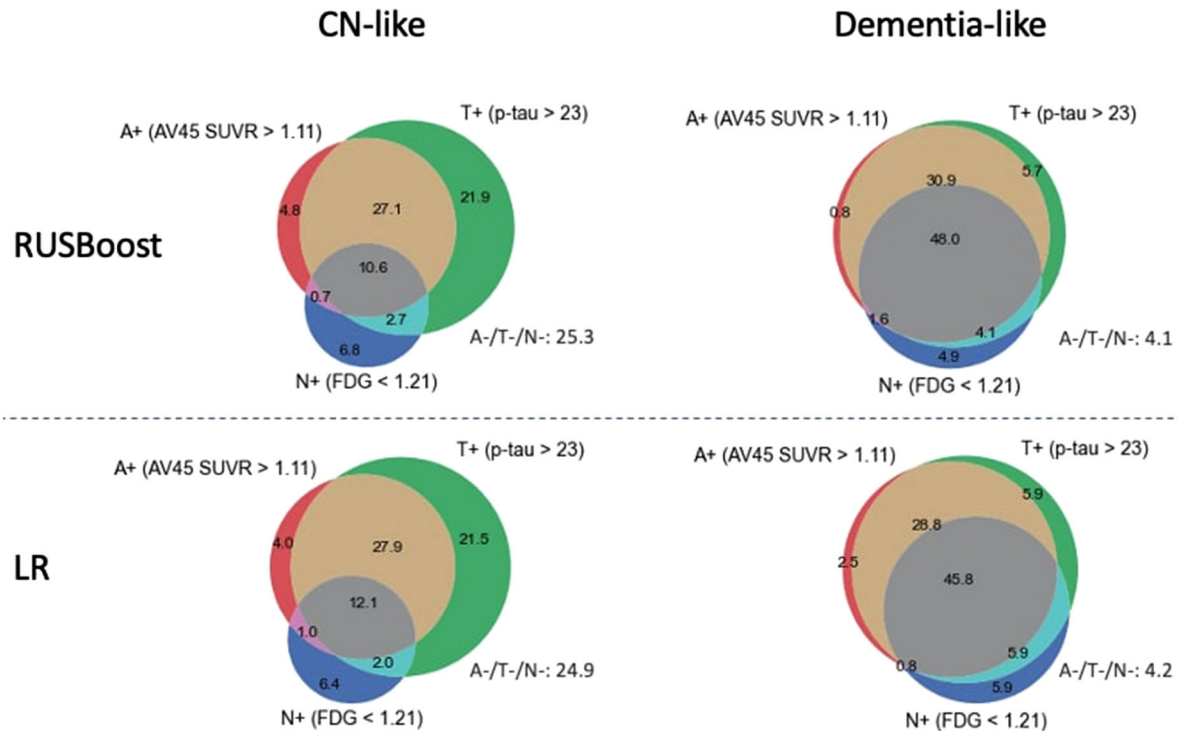 CN-like
Dementia-like
RUSBoost
A+ (AV45 SUVR > 1.11)
T+ (p-tau > 23)
4.8
27.1
21.9
10.6
0.7
2.7
6.8
A-/T-/N-: 25.3
N+ (FDG < 1.21)
A+ (AV45 SUVR > 1.11)
T+ (p-tau > 23)
0.8
30.9
5.7
48.0
1.6
4.1
4.9
A-/T-/N-: 4.1
N+ (FDG < 1.21)
LR
A+ (AV45 SUVR > 1.11)
T+ (p-tau > 23)
4.0
27.9
21.5
12.1
1.0
2.0
6.4
A-/T-/N-: 24.9
N+ (FDG < 1.21)
A+ (AV45 SUVR > 1.11)
T+ (p-tau > 23)
2.5
28.8
5.9
45.8
0.8
5.9
5.9
A-/T-/N-: 4.2
N+ (FDG < 1.21)